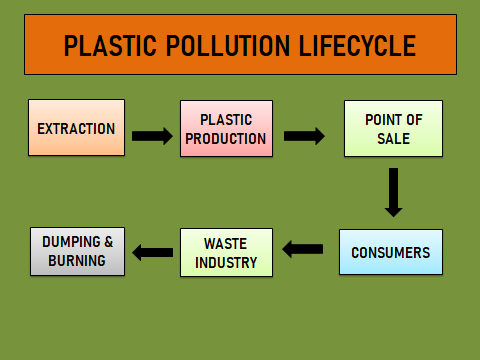 PLASTIC POLLUTION LIFECYCLE
EXTRACTION
PLASTIC
PRODUCTION
POINT OF
SALE
CONSUMERS
WASTE
INDUSTRY
DUMPING &
BURNING